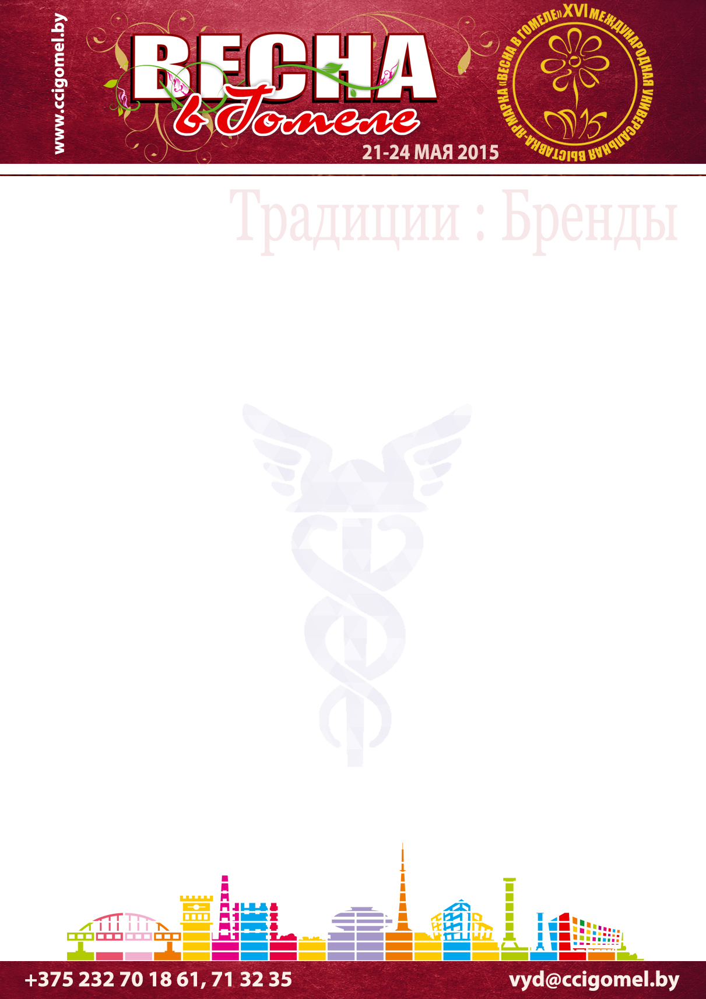 www.ccigomel.by
ВЕСНА
в Гомеле
21-24 МАЯ 2015
XVI МЕЖДУНАРОДНАЯ УНИВЕРСАЛЬНАЯ ВЫСТАВКА-ЯРМАРКА «ВЕСНА В ГОМЕЛЕ»
15
Традиции : Бренды
+375 232 70 18 61, 71 32 35
vyd@ccigomel.by